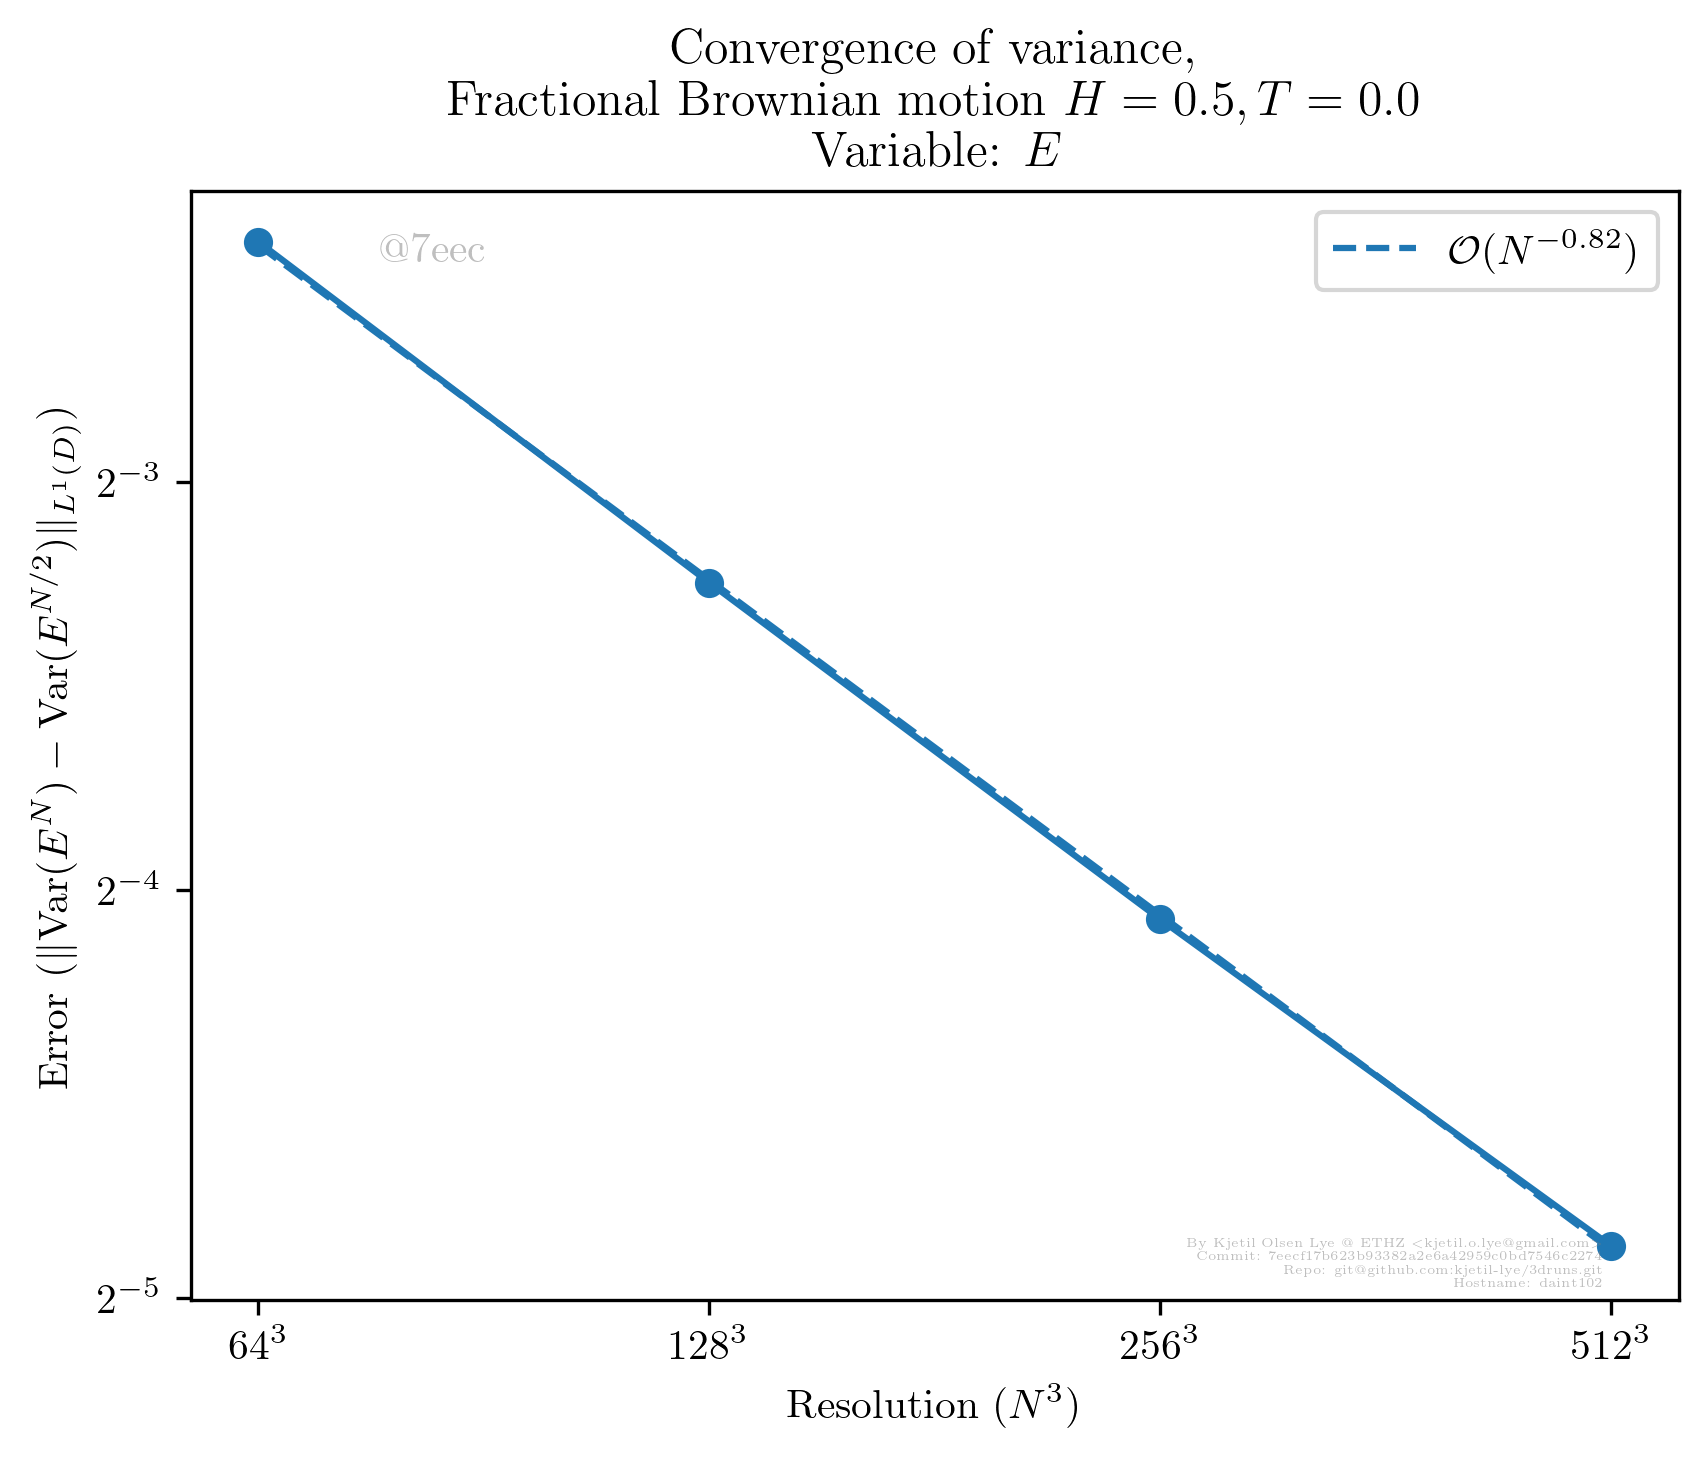 Convergence of variance,
Fractional Brownian motion H = 0.5, T = 0.0
Variable: E
@7eec
O(N^{-0.82})
Error (||Var(E^N) − Var(E^{N/2})||_{L^1(D)})
2^{-3}
2^{-4}
2^{-5}
By Kjetil Olsen Lye @ ETHZ <kjetil.o.lye@gmail.com>
Commit: 7eecf17b623b93382a2e6a42959c0bd7546c2274
Repo: git@github.com:kjetil-lye/3druns.git
Hostname: daint102
64^3 128^3 256^3 512^3
Resolution (N^3)